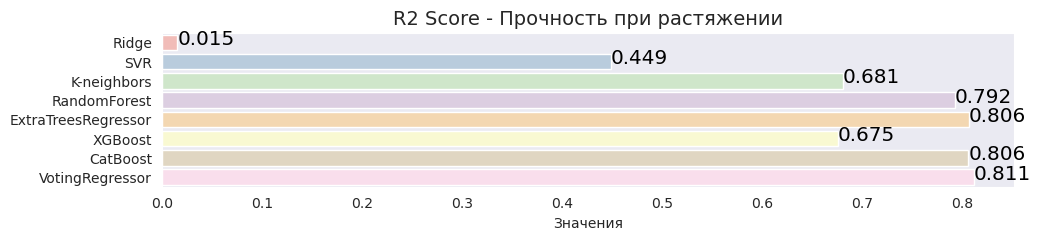 R2 Score - Прочность при растяжении
Ridge 0.015
SVR 0.449
K-neighbors 0.681
RandomForest 0.792
ExtraTreesRegressor 0.806
XGBoost 0.675
CatBoost 0.806
VotingRegressor 0.811
0.0 0.1 0.2 0.3 0.4 0.5 0.6 0.7 0.8
Значения